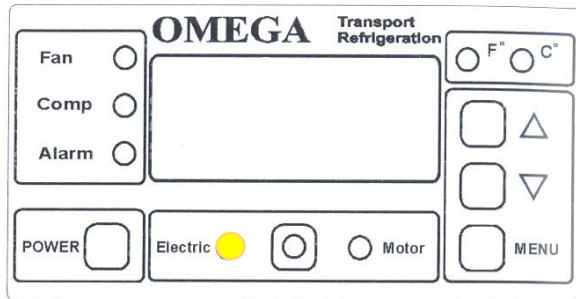 OMEGA
Transport
Refrigeration
Fan
Comp
Alarm
F° C°
POWER
Electric
Motor
MENU